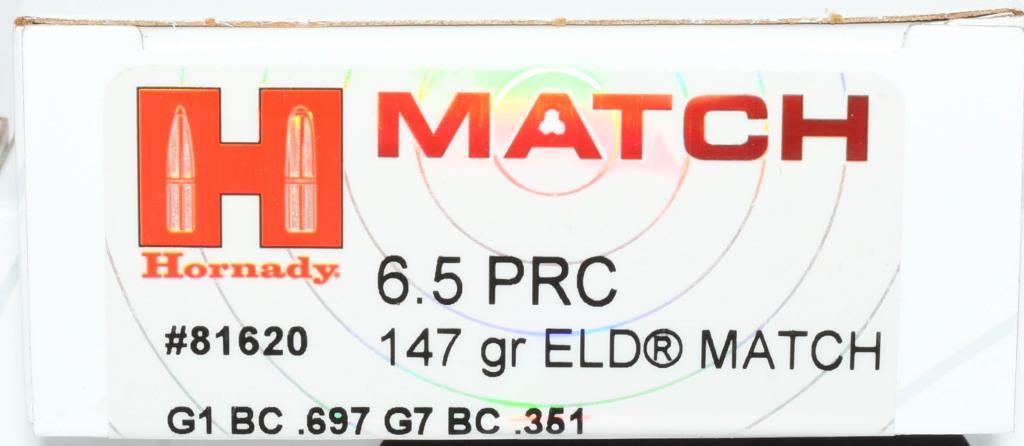 MATCH
Hornady
6.5 PRC
#81620
147 gr ELD® MATCH
G1 BC .697 G7 BC .351